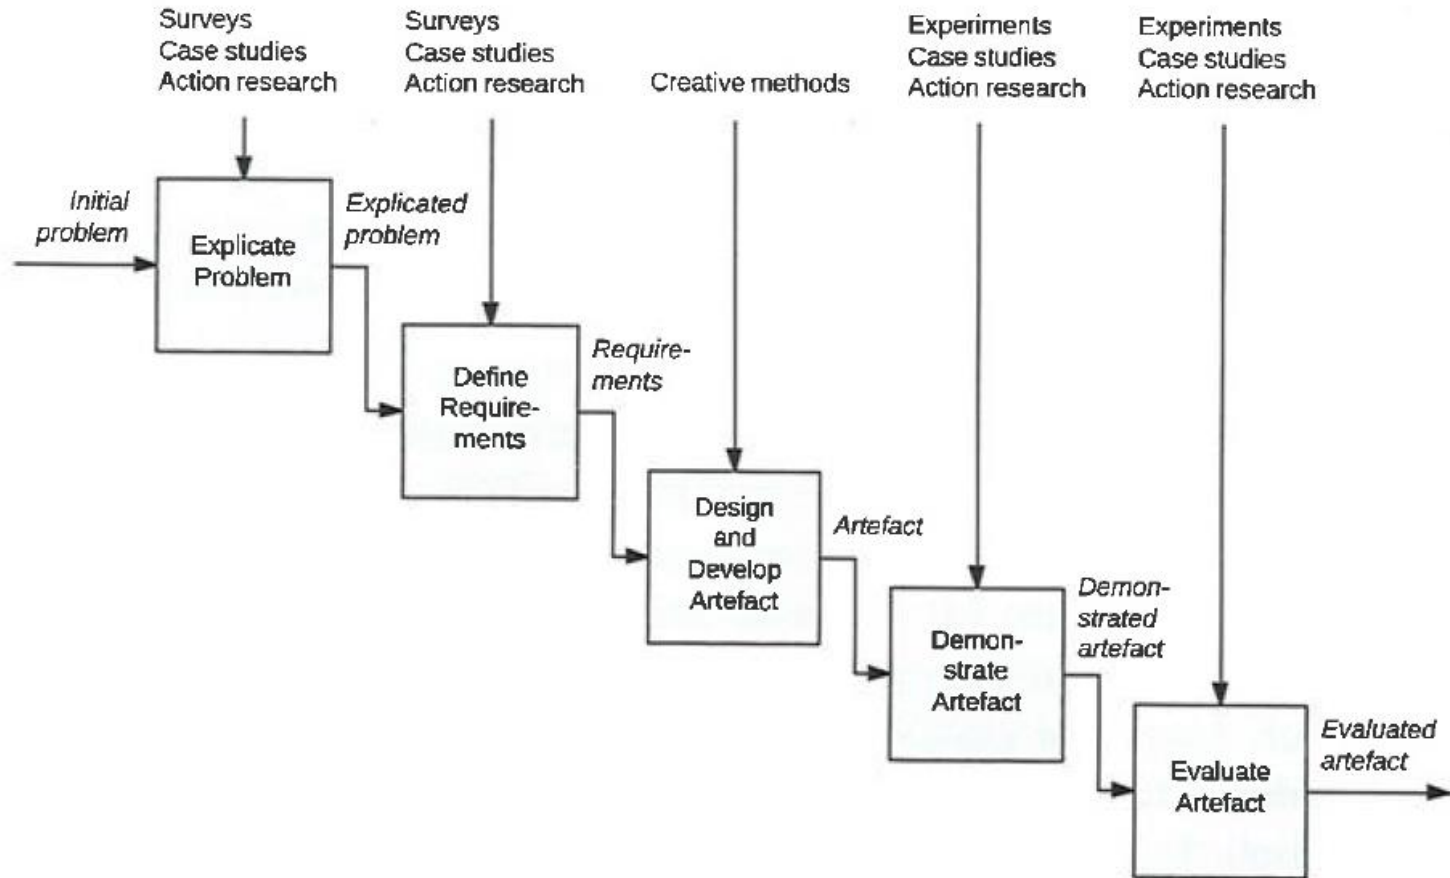 Surveys
Case studies
Action research
Surveys
Case studies
Action research
Creative methods
Experiments
Case studies
Action research
Experiments
Case studies
Action research
Initial
problem
Explicate
Problem
Explicated
problem
Define
Require-
ments
Require-
ments
Design
and
Develop
Artefact
Artefact
Demon-
strate
Artefact
Demon-
strated
artefact
Evaluate
Artefact
Evaluated
artefact